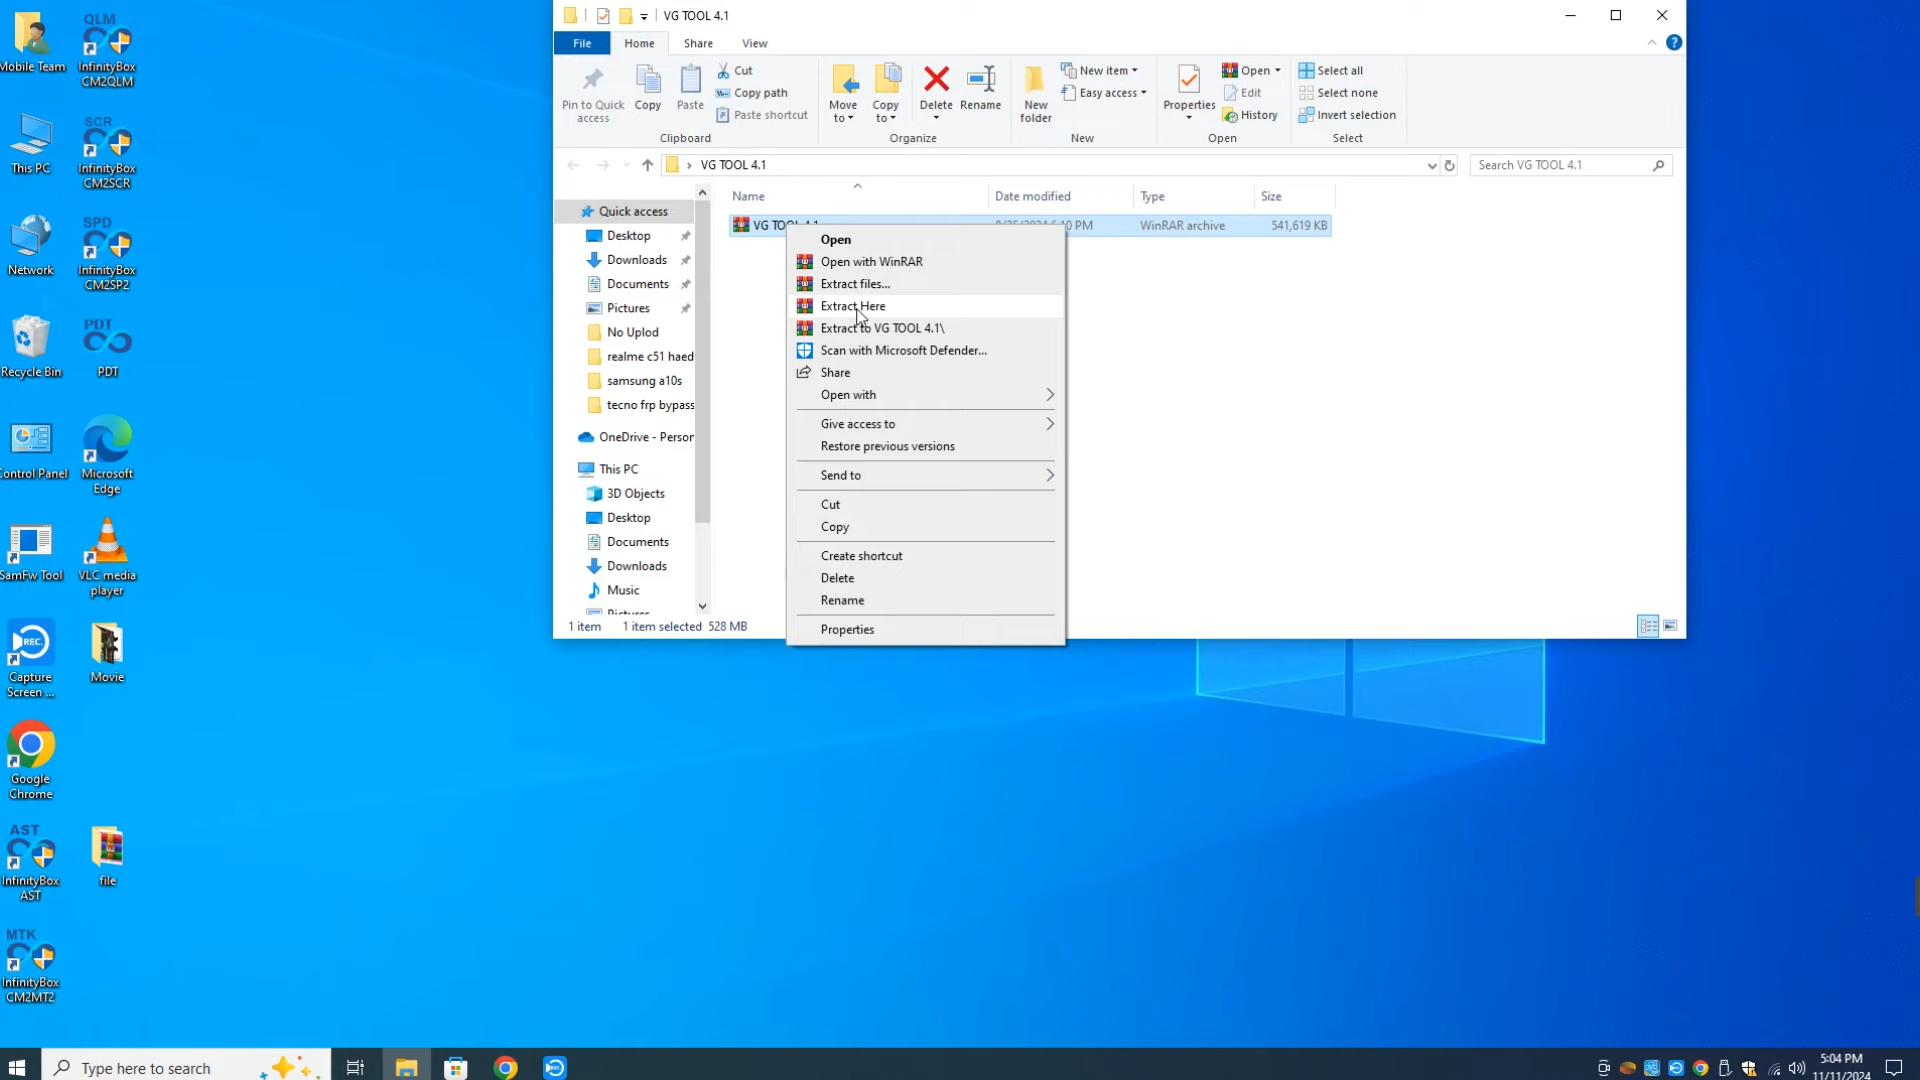 VG TOOL 4.1
File
Home
Share
View
Pin to Quick
access
Copy
Paste
Cut
Copy path
Paste shortcut
Clipboard
Move
to
Copy
to
Delete
Rename
Organize
New
folder
New item
Easy access
New
Properties
Open
Edit
History
Open
Select all
Select none
Invert selection
Select
VG TOOL 4.1
Search VG TOOL 4.1
Name
Date modified
Type
Size
VG TOOL 4.1
PM
WinRAR archive
541,619 KB
Quick access
Desktop
Downloads
Documents
Pictures
No Uplod
realme c51 haed
samsung a10s
tecno frp bypass
OneDrive - Person
This PC
3D Objects
Desktop
Documents
Downloads
Music
Pictures
1 item
1 item selected 528 MB
Open
Open with WinRAR
Extract files...
Extract Here
Extract to VG TOOL 4.1\
Scan with Microsoft Defender...
Share
Open with
Give access to
Restore previous versions
Send to
Cut
Copy
Create shortcut
Delete
Rename
Properties
Mobile Team
QLM
InfinityBox
CM2QLM
This PC
SCR
InfinityBox
CM2SCR
Network
SPD
InfinityBox
CM2SP2
Recycle Bin
PDT
PDT
ontrol Panel
Microsoft
Edge
SamFw Tool
VLC media
player
REC
Capture
Screen ...
Movie
Google
Chrome
AST
InfinityBox
AST
file
MTK
InfinityBox
CM2MT2
Type here to search
REC
5:04 PM
11/11/2024